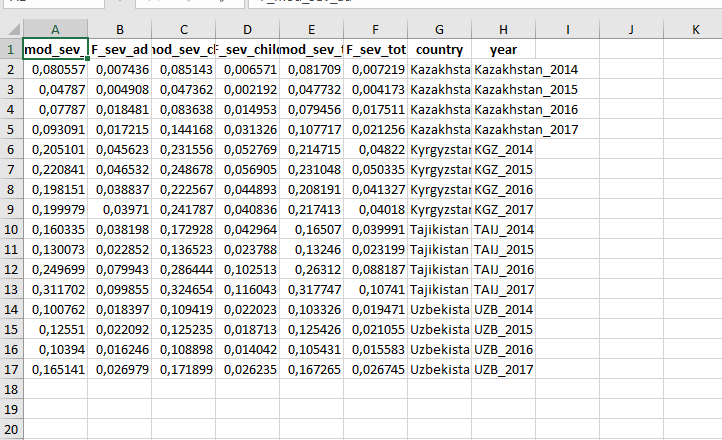 A B C D E F G H I J K
1 mod_sev_ F_sev_ad mod_sev_c F_sev_chil mod_sev_t F_sev_tot country year
2 0,080557 0,007436 0,085143 0,006571 0,081709 0,007219 Kazakhsta Kazakhstan_2014
3 0,04787 0,004908 0,047362 0,002192 0,047732 0,004173 Kazakhsta Kazakhstan_2015
4 0,07787 0,018481 0,083638 0,014953 0,079456 0,017511 Kazakhsta Kazakhstan_2016
5 0,093091 0,017215 0,144168 0,031326 0,107717 0,021256 Kazakhsta Kazakhstan_2017
6 0,205101 0,045623 0,231556 0,052769 0,214715 0,04822 Kyrgyzstar KGZ_2014
7 0,220841 0,046532 0,248678 0,056905 0,231048 0,050335 Kyrgyzstar KGZ_2015
8 0,198151 0,038837 0,222567 0,044893 0,208191 0,041327 Kyrgyzstar KGZ_2016
9 0,199979 0,03971 0,241787 0,040836 0,217413 0,04018 Kyrgyzstar KGZ_2017
10 0,160335 0,038198 0,172928 0,042964 0,16507 0,039991 Tajikistan TAIJ_2014
11 0,130073 0,022852 0,136523 0,023788 0,13246 0,023199 Tajikistan TAIJ_2015
12 0,249699 0,079943 0,286444 0,102513 0,26312 0,088187 Tajikistan TAIJ_2016
13 0,311702 0,099855 0,324654 0,116043 0,317747 0,10741 Tajikistan TAIJ_2017
14 0,100762 0,018397 0,109419 0,022023 0,103326 0,019471 Uzbekista UZB_2014
15 0,12551 0,022092 0,125235 0,018713 0,125426 0,021055 Uzbekista UZB_2015
16 0,10394 0,016246 0,108898 0,014042 0,105431 0,015583 Uzbekista UZB_2016
17 0,165141 0,026979 0,171899 0,026235 0,167265 0,026745 Uzbekista UZB_2017
18
19
20